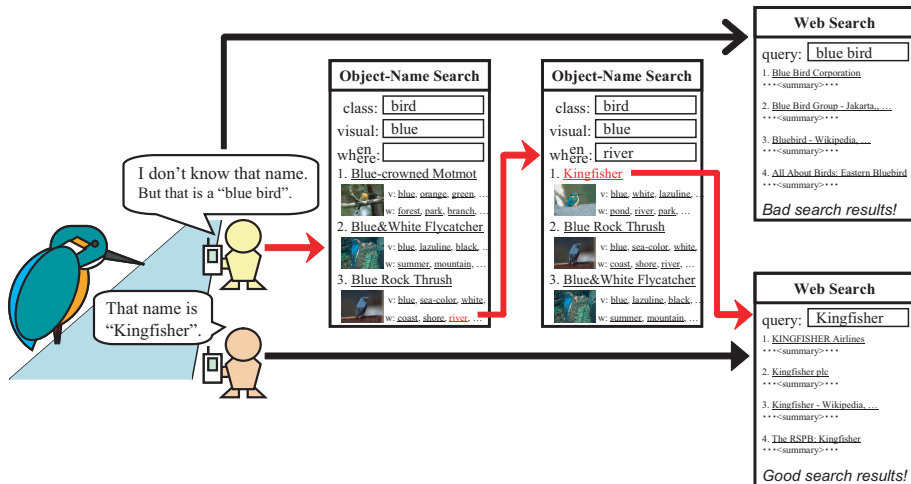 I don't know that name.
But that is a “blue bird”.
That name is
“Kingfisher”.
Object-Name Search
class: bird
visual: blue
when
ere:
1. Blue-crowned Motmot
v: blue, orange, green, …
w: forest, park, branch, …
2. Blue&White Flycatcher
v: blue, lazuline, black, …
w: summer, mountain, …
3. Blue Rock Thrush
v: blue, sea-color, white,
w: coast, shore, river, …
Object-Name Search
class: bird
visual: blue
when
ere: river
1. Kingfisher
v: blue, white, lazuline, …
w: pond, river, park, …
2. Blue Rock Thrush
v: blue, sea-color, white,
w: coast, shore, river, …
3. Blue&White Flycatcher
v: blue, lazuline, black, …
w: summer, mountain, …
Web Search
query: blue bird
1. Blue Bird Corporation
···<summary>···
2. Blue Bird Group - Jakarta,, …
···<summary>···
3. Bluebird - Wikipedia, …
···<summary>···
4. All About Birds: Eastern Bluebird
···<summary>···
Bad search results!
Web Search
query: Kingfisher
1. KINGFISHER Airlines
···<summary>···
2. Kingfisher plc
···<summary>···
3. Kingfisher - Wikipedia, …
···<summary>···
4. The RSPB: Kingfisher
···<summary>···
Good search results!